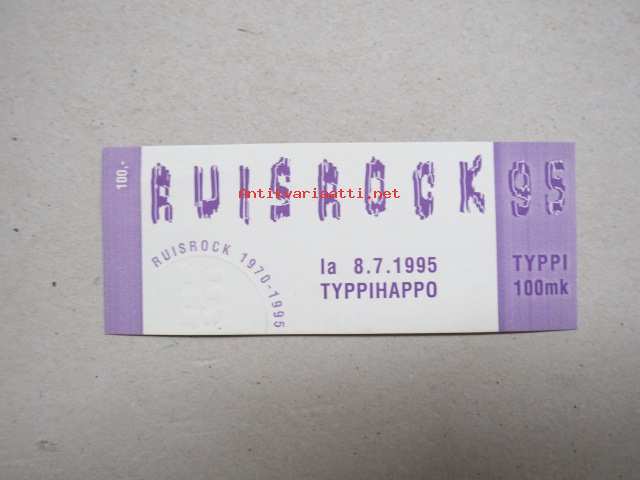 100,-
RUISROCK 95
Antikvariaatti.net
RUISROCK 1970-1995
la 8.7.1995
TYPPIHAPPO
TYPPI
100mk